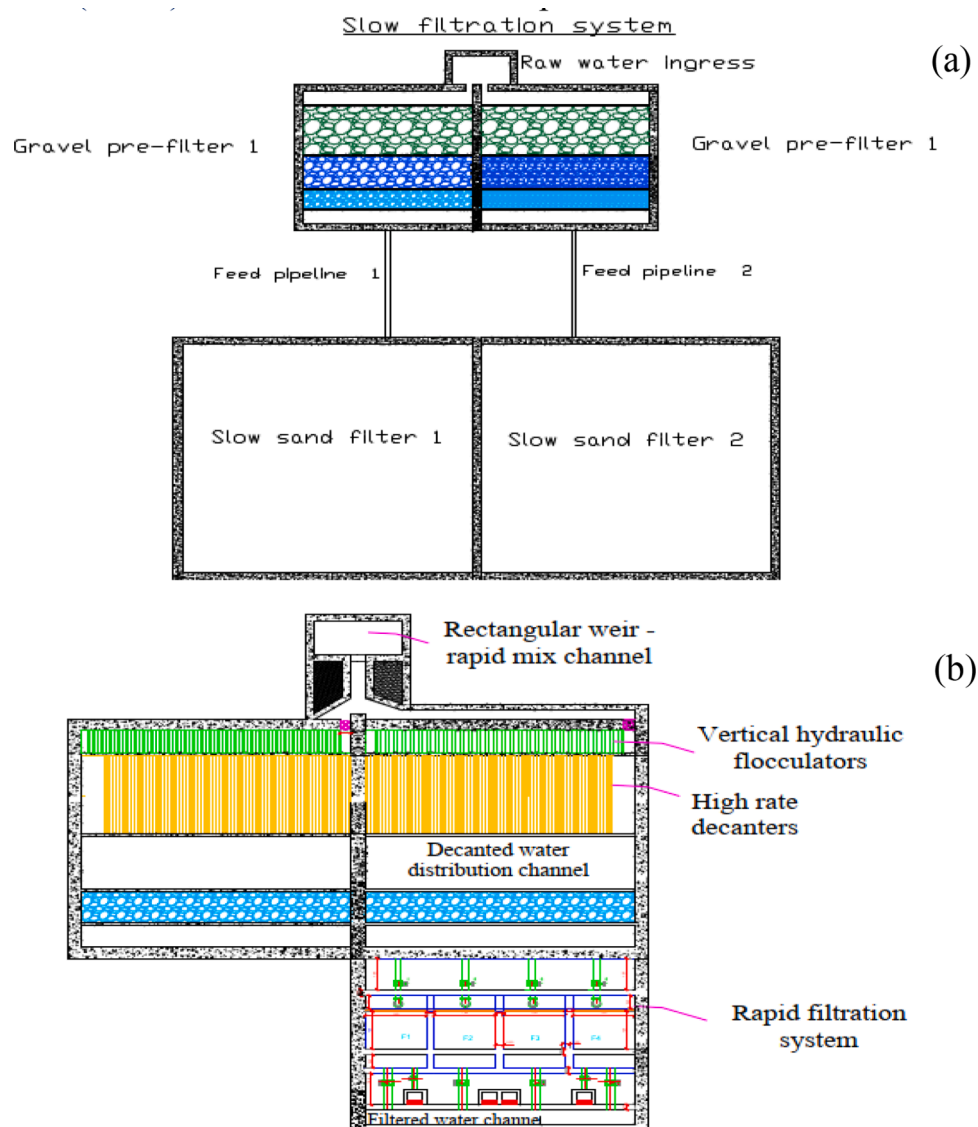 Slow filtration system
(a)
Raw water ingress
Gravel pre-filter 1
Gravel pre-filter 1
Feed pipeline 1
Feed pipeline 2
Slow sand filter 1
Slow sand filter 2
(b)
Rectangular weir -
rapid mix channel
Vertical hydraulic
flocculators
High rate
decanters
Decanted water
distribution channel
Rapid filtration
system
F1
F2
F3
F4
Filtered water channel